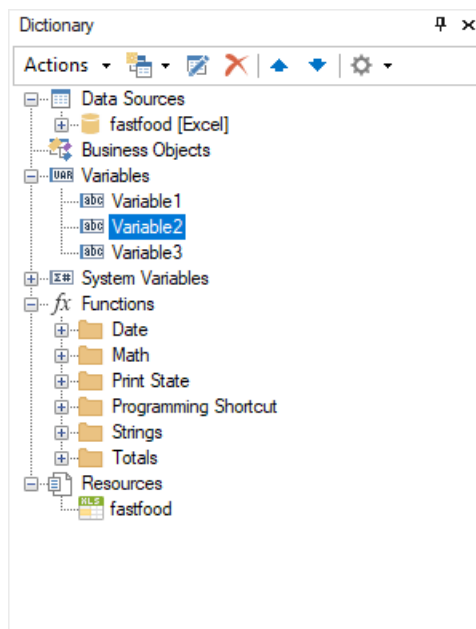 Dictionary
Actions
Data Sources
fastfood [Excel]
Business Objects
VAR Variables
abc Variable1
abc Variable2
abc Variable3
Σ# System Variables
fx Functions
Date
Math
Print State
Programming Shortcut
Strings
Totals
Resources
XLS fastfood